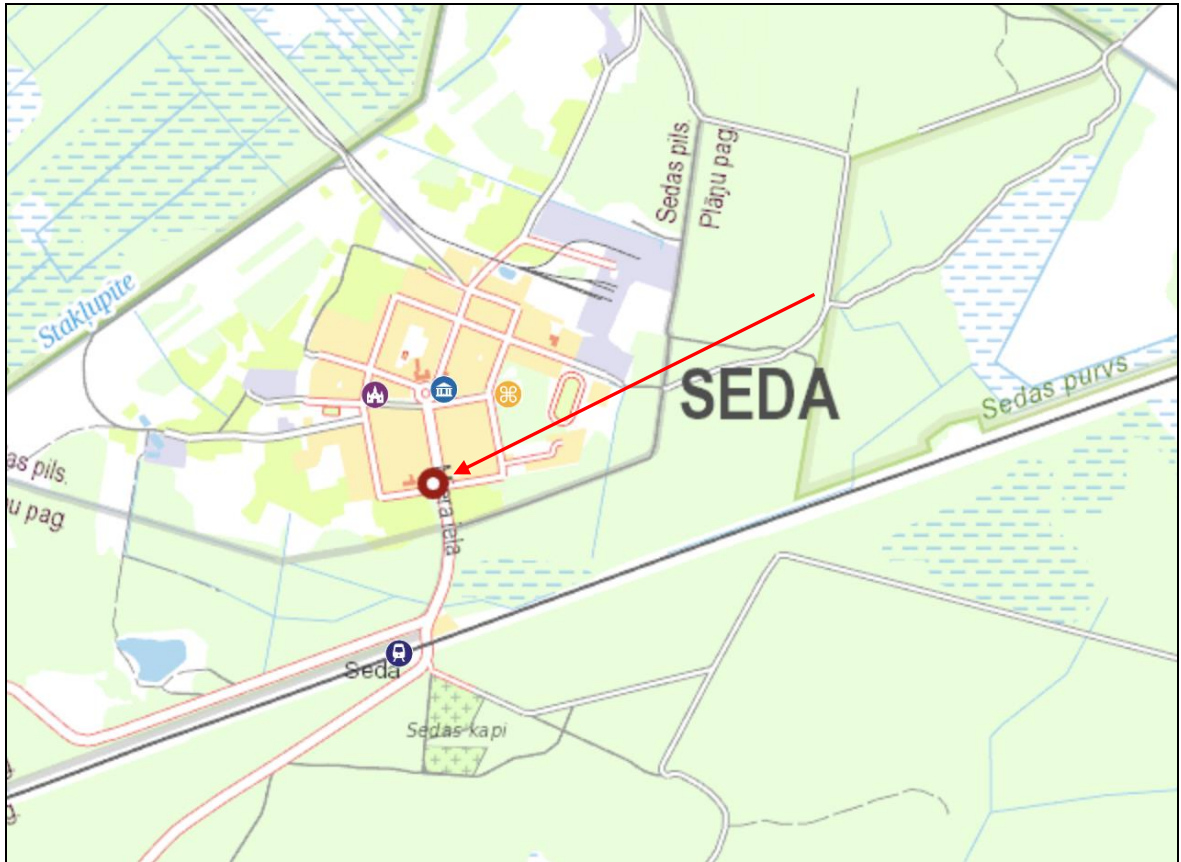 Sedas pils.
Plāņu pag
Stakļupīte
SEDA
Sedas purvs
as pils.
u pag
Seda
Sedas kapi
g.